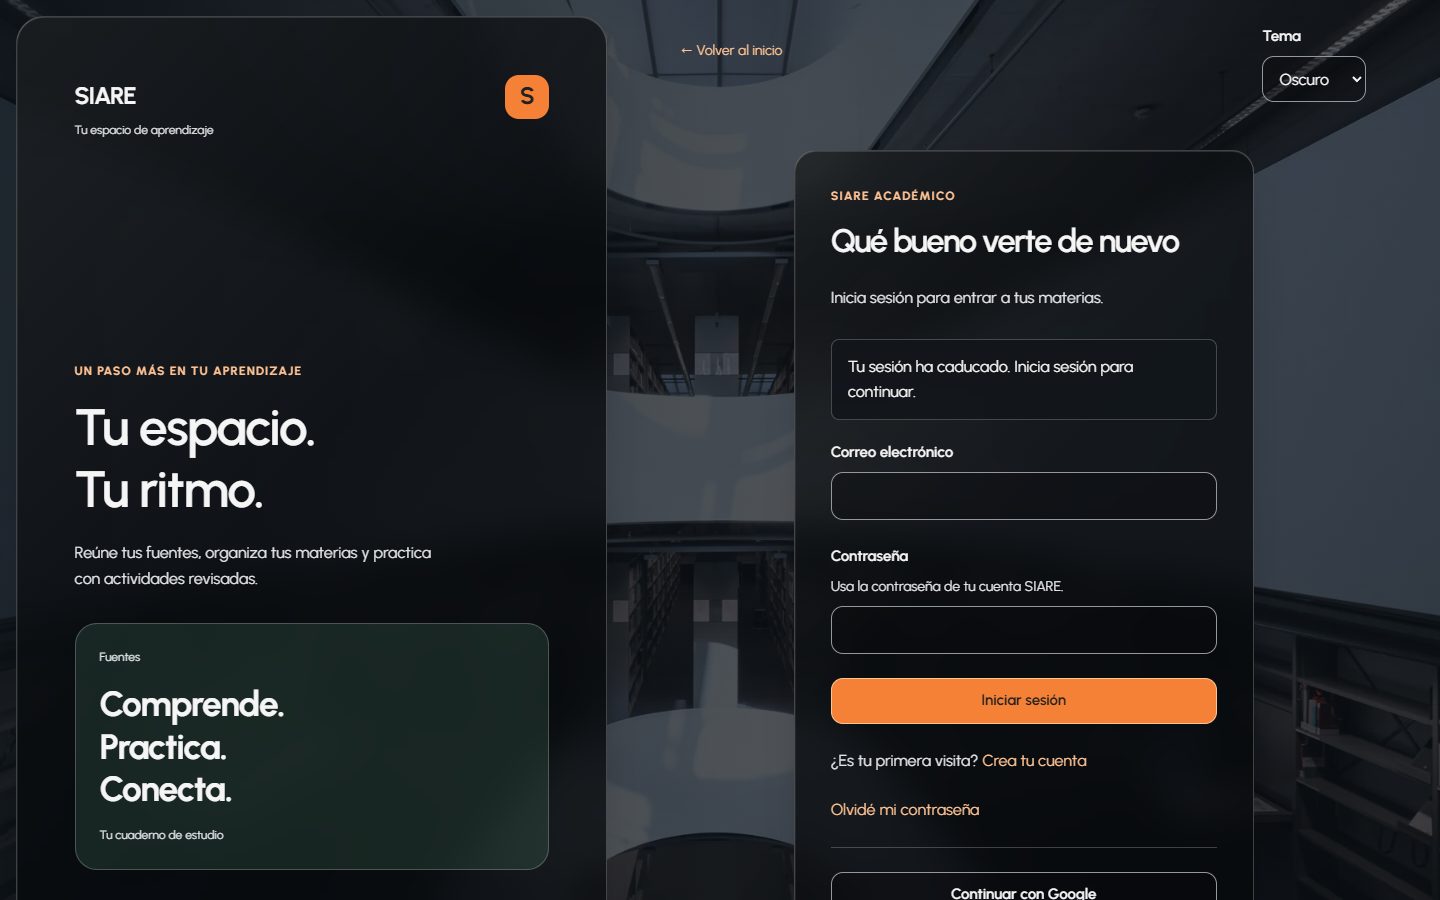 SIARE
S
Tu espacio de aprendizaje
UN PASO MÁS EN TU APRENDIZAJE
Tu espacio.
Tu ritmo.
Reúne tus fuentes, organiza tus materias y practica
con actividades revisadas.
Fuentes
Comprende.
Practica.
Conecta.
Tu cuaderno de estudio
← Volver al inicio
Tema
Oscuro
SIARE ACADÉMICO
Qué bueno verte de nuevo
Inicia sesión para entrar a tus materias.
Tu sesión ha caducado. Inicia sesión para
continuar.
Correo electrónico
Contraseña
Usa la contraseña de tu cuenta SIARE.
Iniciar sesión
¿Es tu primera visita? Crea tu cuenta
Olvidé mi contraseña
Continuar con Google